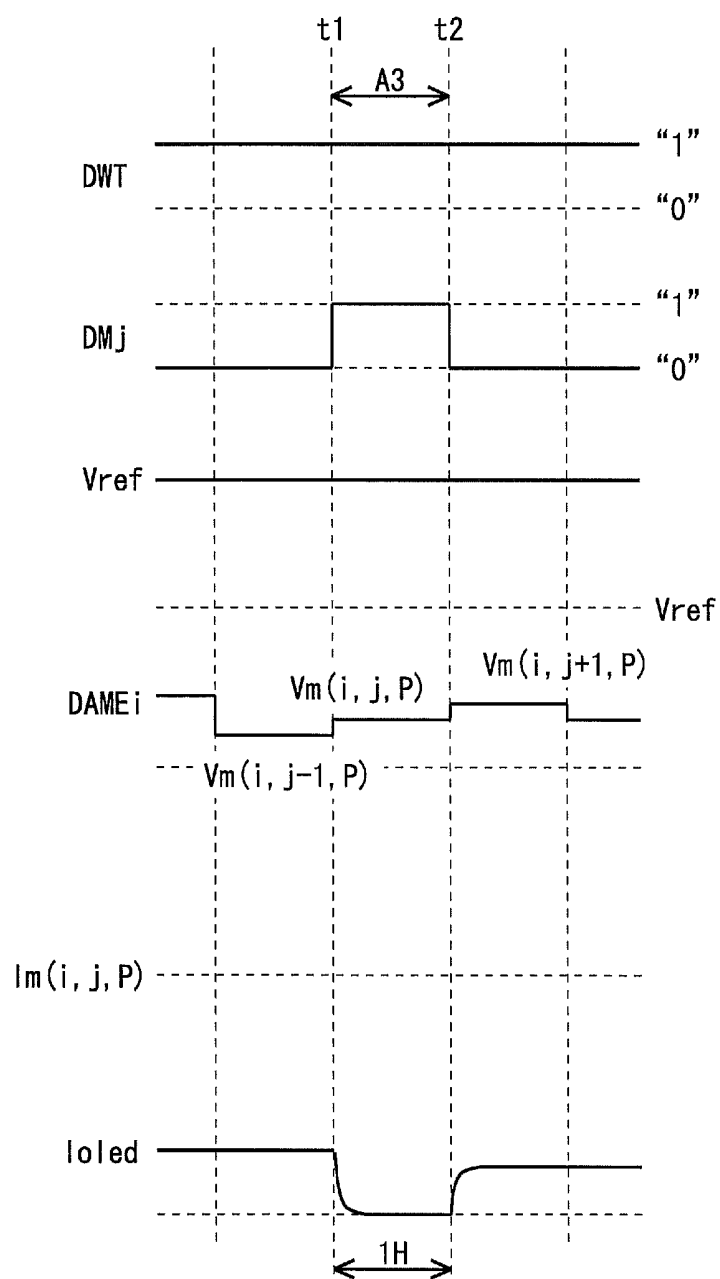 t1 t2
A3
"1"
DWT
"0"
"1"
DMj
"0"
Vref
Vref
Vm(i, j+1, P)
Vm(i, j, P)
DAMEi
Vm(i, j-1, P)
Im(i, j, P)
Ioled
1H